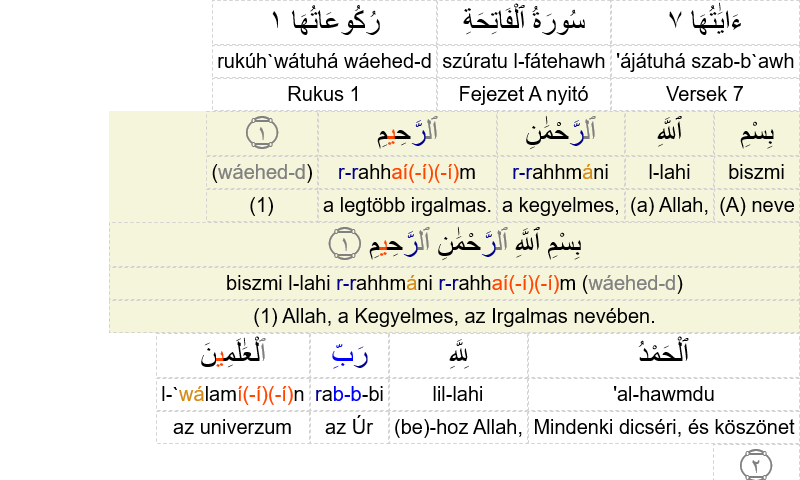 ءَايَٰتُهَا ٧ سُورَةُ ٱلْفَاتِحَةِ رُكُوعَاتُهَا ١
'ájátuhá szab-b`awh szúratu l-fátehawh rukúh`wátuhá wáehed-d
Versek 7 Fejezet A nyitó Rukus 1
بِسْمِ ٱللَّهِ ٱلرَّحْمَٰنِ ٱلرَّحِيمِ ١
biszmi l-lahi r-rahhmáni r-rahhaí(-í)(-í)m (wáehed-d)
(A) neve (a) Allah, a kegyelmes, a legtöbb irgalmas. (1)
بِسْمِ ٱللَّهِ ٱلرَّحْمَٰنِ ٱلرَّحِيمِ ١
biszmi l-lahi r-rahhmáni r-rahhaí(-í)(-í)m (wáehed-d)
(1) Allah, a Kegyelmes, az Irgalmas nevében.
ٱلْحَمْدُ لِلَّهِ رَبِّ ٱلْعَٰلَمِينَ
'al-hawmdu lil-lahi rab-b-bi l-`wálamí(-í)(-í)n
Mindenki dicséri, és köszönet (be)-hoz Allah, az Úr az univerzum
٢